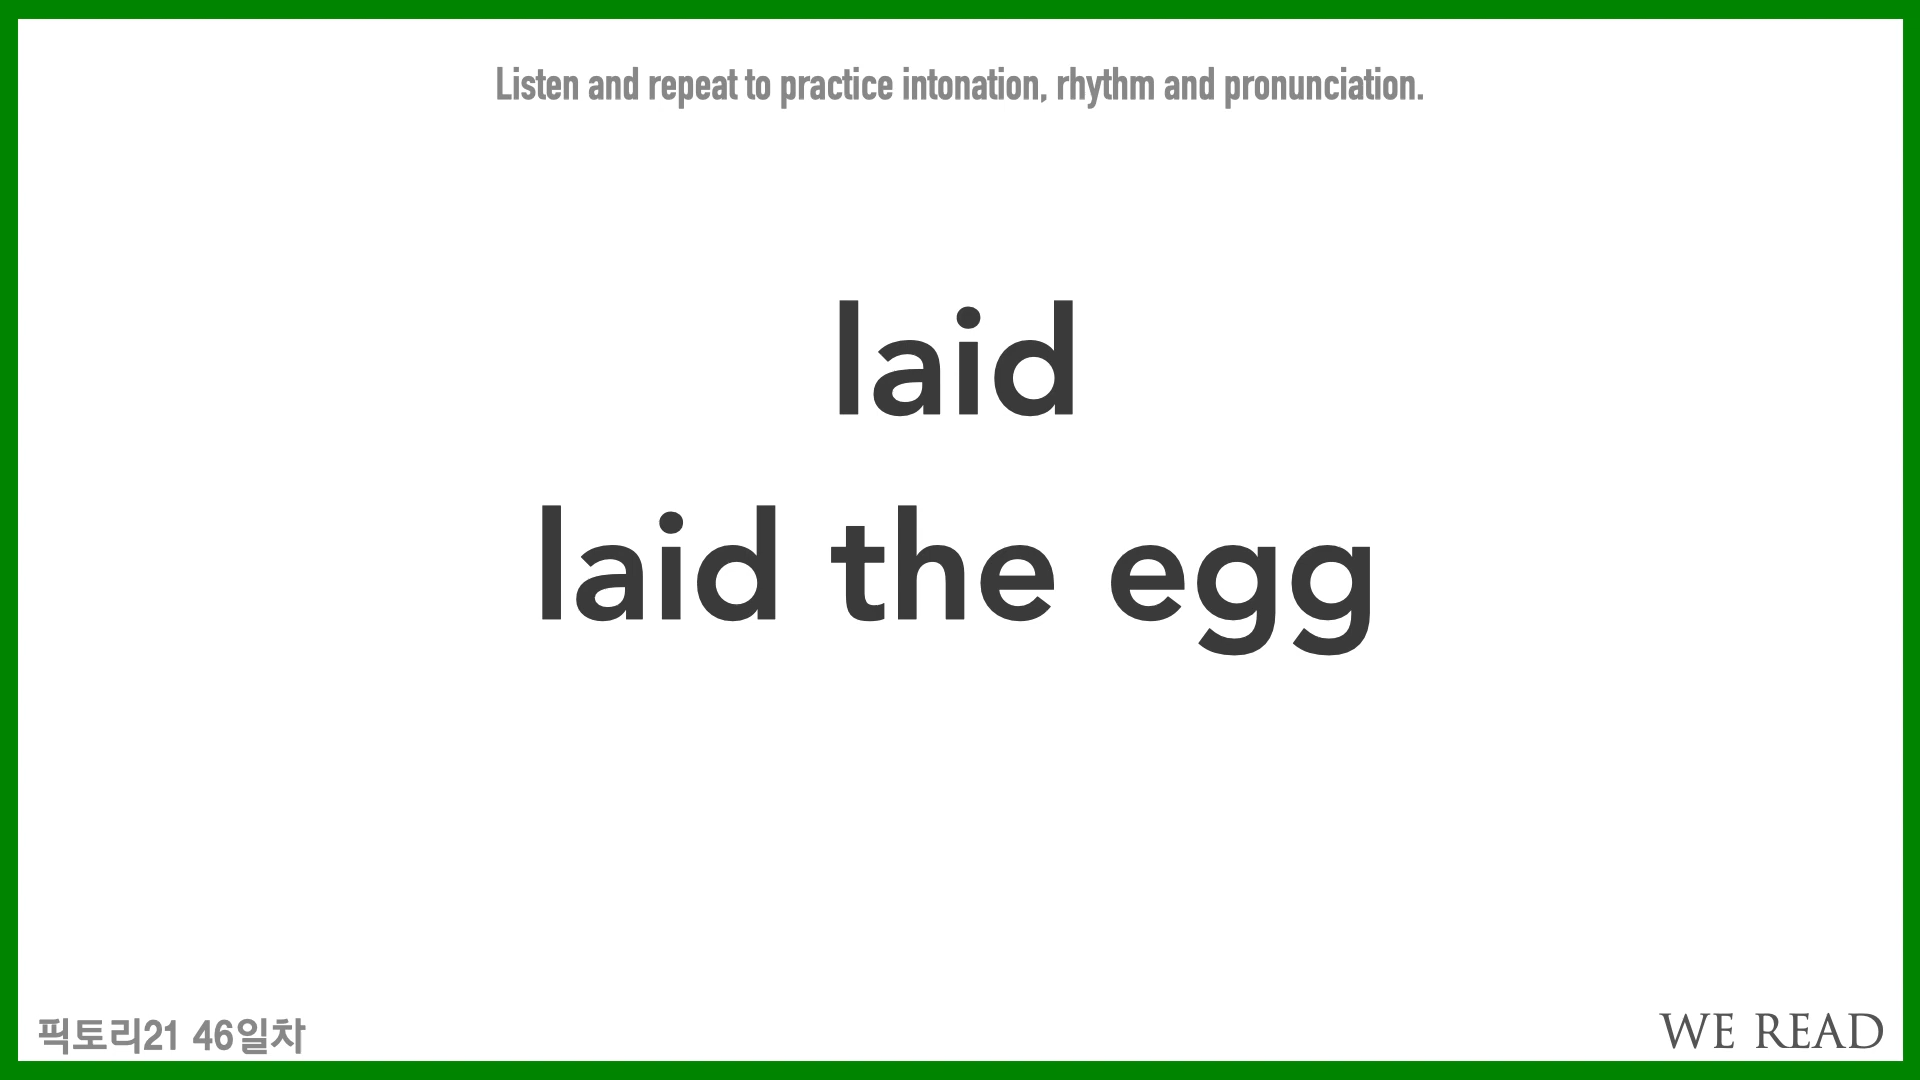 Listen and repeat to practice intonation, rhythm and pronunciation.
laid
laid the egg
픽토리21 46일차
WE READ